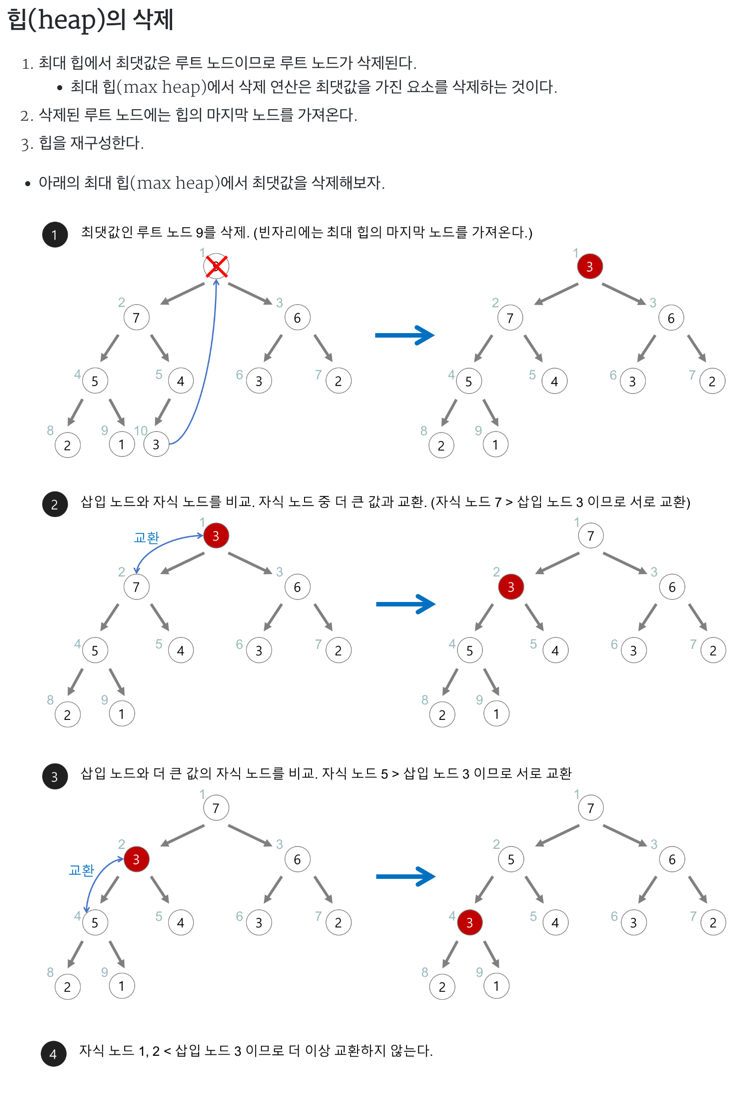 힙(heap)의 삭제
1. 최대 힙에서 최댓값은 루트 노드이므로 루트 노드가 삭제된다.
• 최대 힙(max heap)에서 삭제 연산은 최댓값을 가진 요소를 삭제하는 것이다.
2. 삭제된 루트 노드에는 힙의 마지막 노드를 가져온다.
3. 힙을 재구성한다.
• 아래의 최대 힙(max heap)에서 최댓값을 삭제해보자.
1 최댓값인 루트 노드 9를 삭제. (빈자리에는 최대 힙의 마지막 노드를 가져온다.)
1 1
3
2 3 2 3
7 6 7 6
4 5 6 7 4 5 6 7
5 4 3 2 5 4 3 2
8 9 10 8 9
2 1 3 2 1
2 삽입 노드와 자식 노드를 비교. 자식 노드 중 더 큰 값과 교환. (자식 노드 7 > 삽입 노드 3 이므로 서로 교환)
1 1
교환 3 7
2 3 2 3
7 6 3 6
4 5 6 7 4 5 6 7
5 4 3 2 5 4 3 2
8 9 8 9
2 1 2 1
3 삽입 노드와 더 큰 값의 자식 노드를 비교. 자식 노드 5 > 삽입 노드 3 이므로 서로 교환
1 1
7 7
2 3 2 3
교환 3 6 5 6
4 5 6 7 4 5 6 7
5 4 3 2 3 4 3 2
8 9 8 9
2 1 2 1
4 자식 노드 1, 2 < 삽입 노드 3 이므로 더 이상 교환하지 않는다.